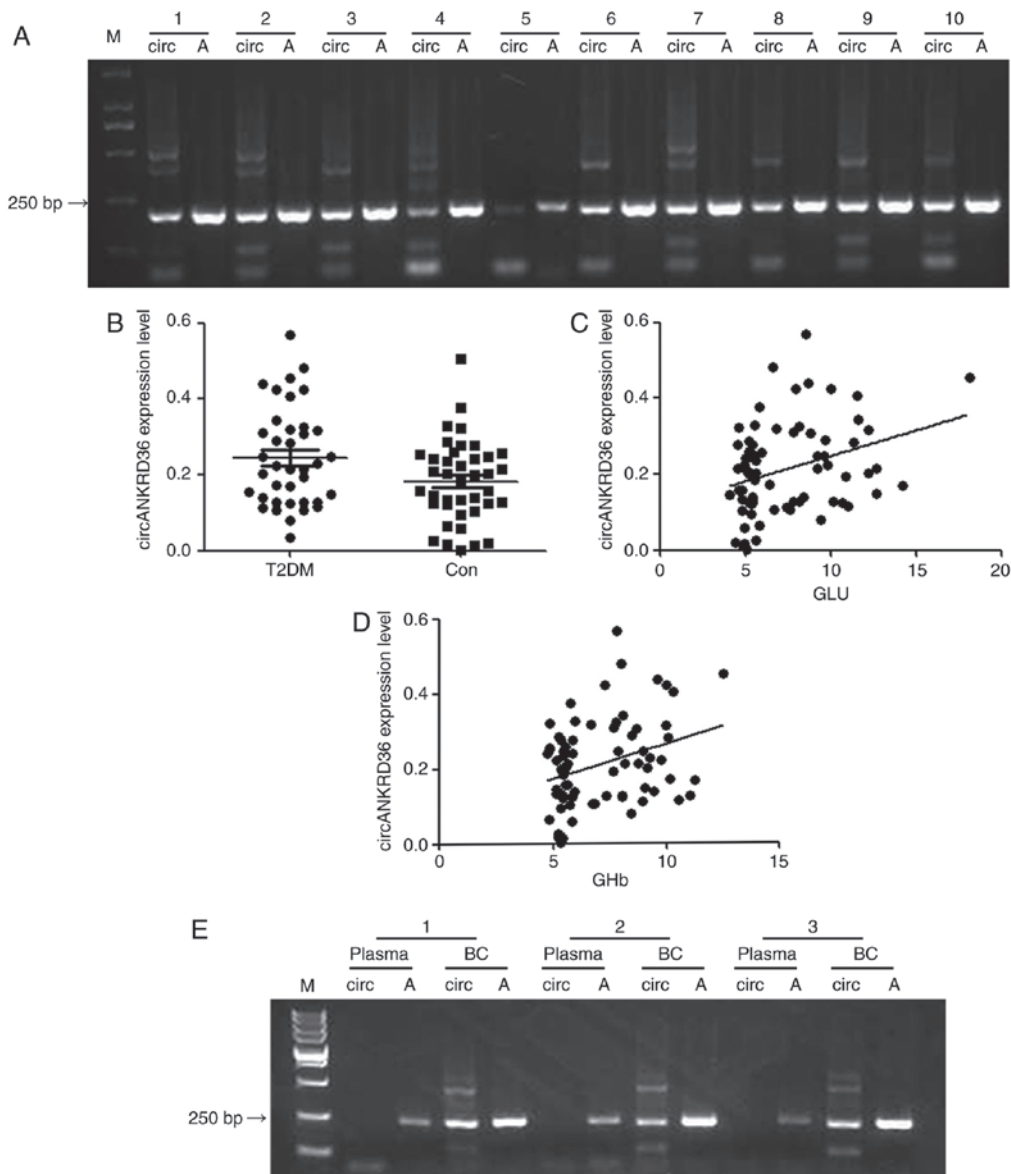 A
M
1 2 3 4 5 6 7 8 9 10
circ A circ A circ A circ A circ A circ A circ A circ A circ A circ A
250 bp →
B
circANKRD36 expression level
0.6
0.4
0.2
0.0
T2DM Con
C
circANKRD36 expression level
0.6
0.4
0.2
0.0
0 5 10 15 20
GLU
D
circANKRD36 expression level
0.6
0.4
0.2
0.0
0 5 10 15
GHb
E
1 2 3
Plasma BC Plasma BC Plasma BC
M circ A circ A circ A circ A circ A circ A
250 bp →